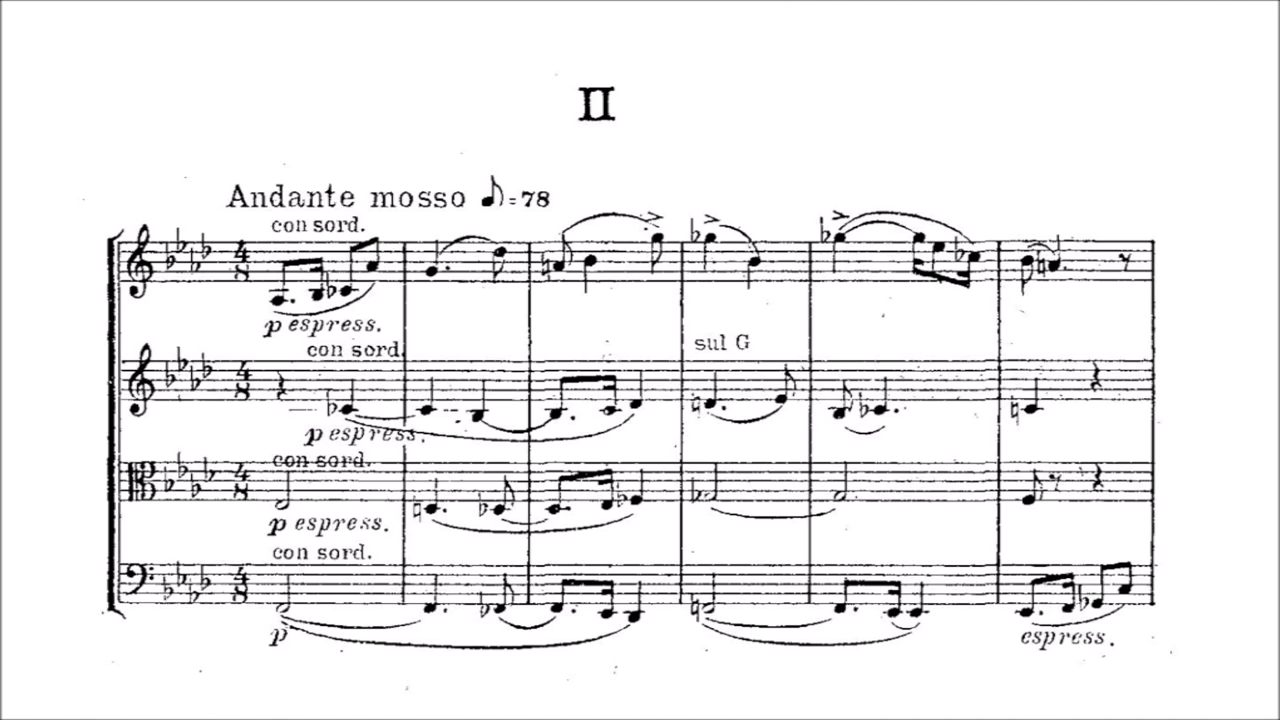 II
Andante mosso ♪=78
con sord.
p espress.
con sord.
sul G
p espress.
con sord.
p espress.
con sord.
p
espress.